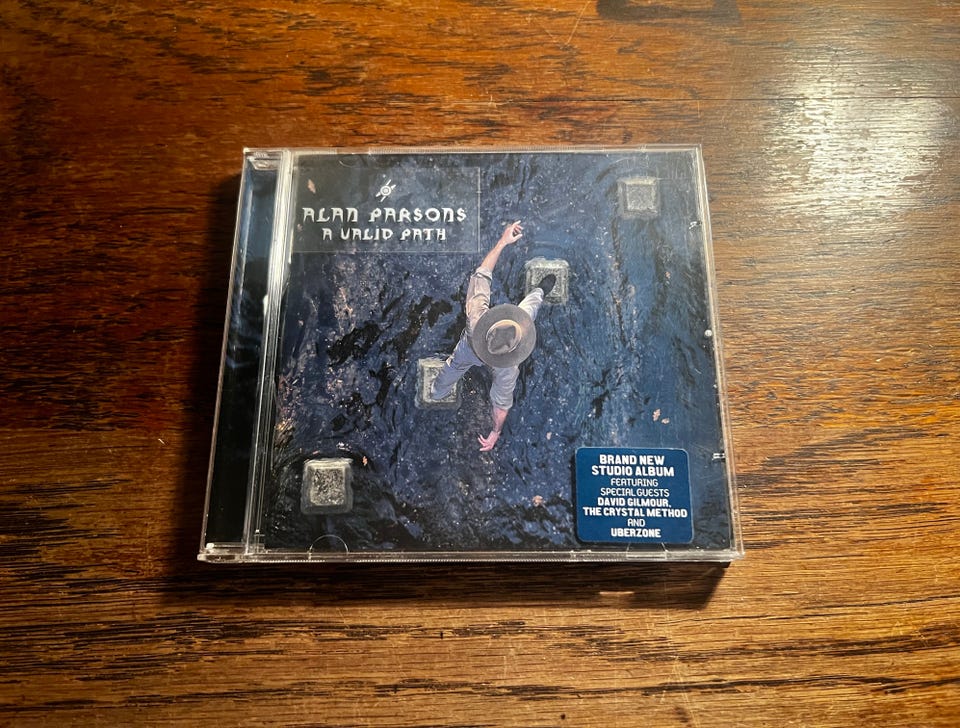 ALAN PARSONS
A VALID PATH
BRAND NEW
STUDIO ALBUM
FEATURING
SPECIAL GUESTS
DAVID GILMOUR,
THE CRYSTAL METHOD
AND
UBERZONE